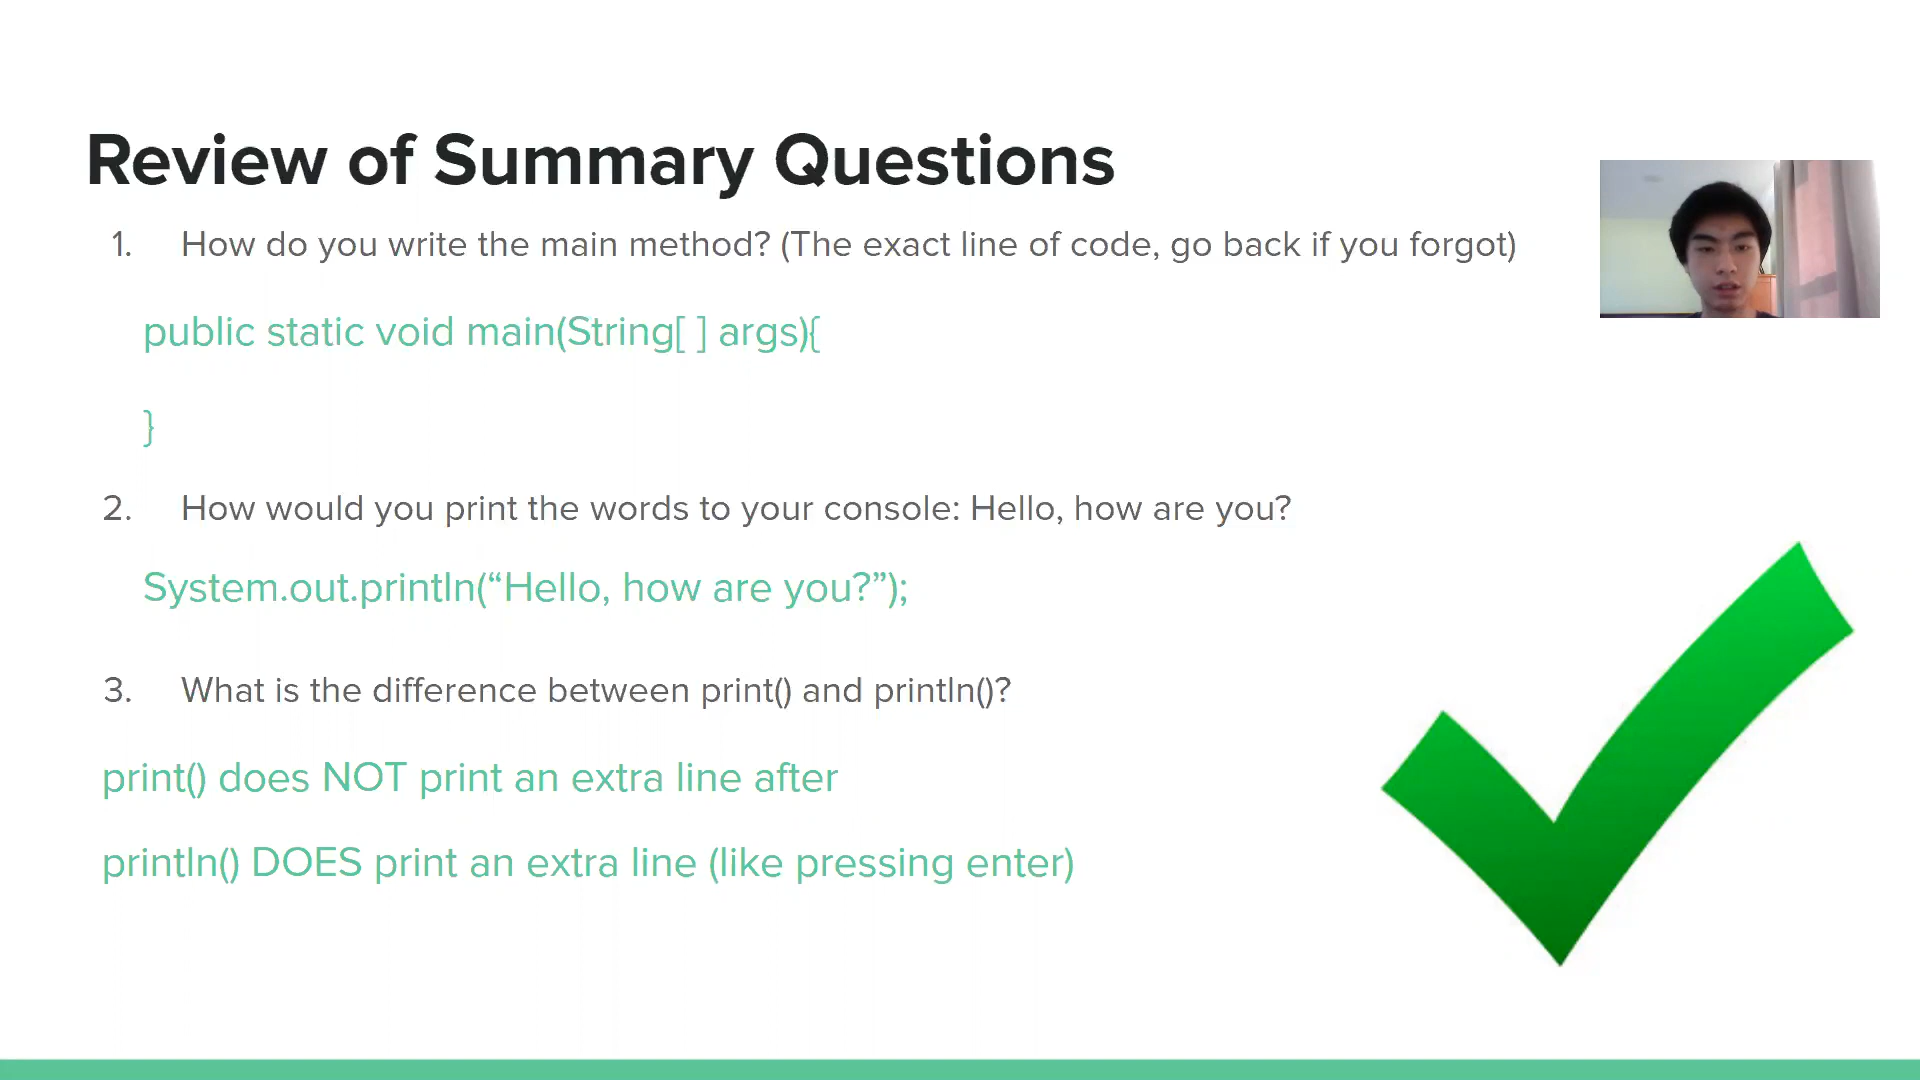 Review of Summary Questions
1. How do you write the main method? (The exact line of code, go back if you forgot)
public static void main(String[ ] args){
}
2. How would you print the words to your console: Hello, how are you?
System.out.println(“Hello, how are you?”);
3. What is the difference between print() and println()?
print() does NOT print an extra line after
println() DOES print an extra line (like pressing enter)